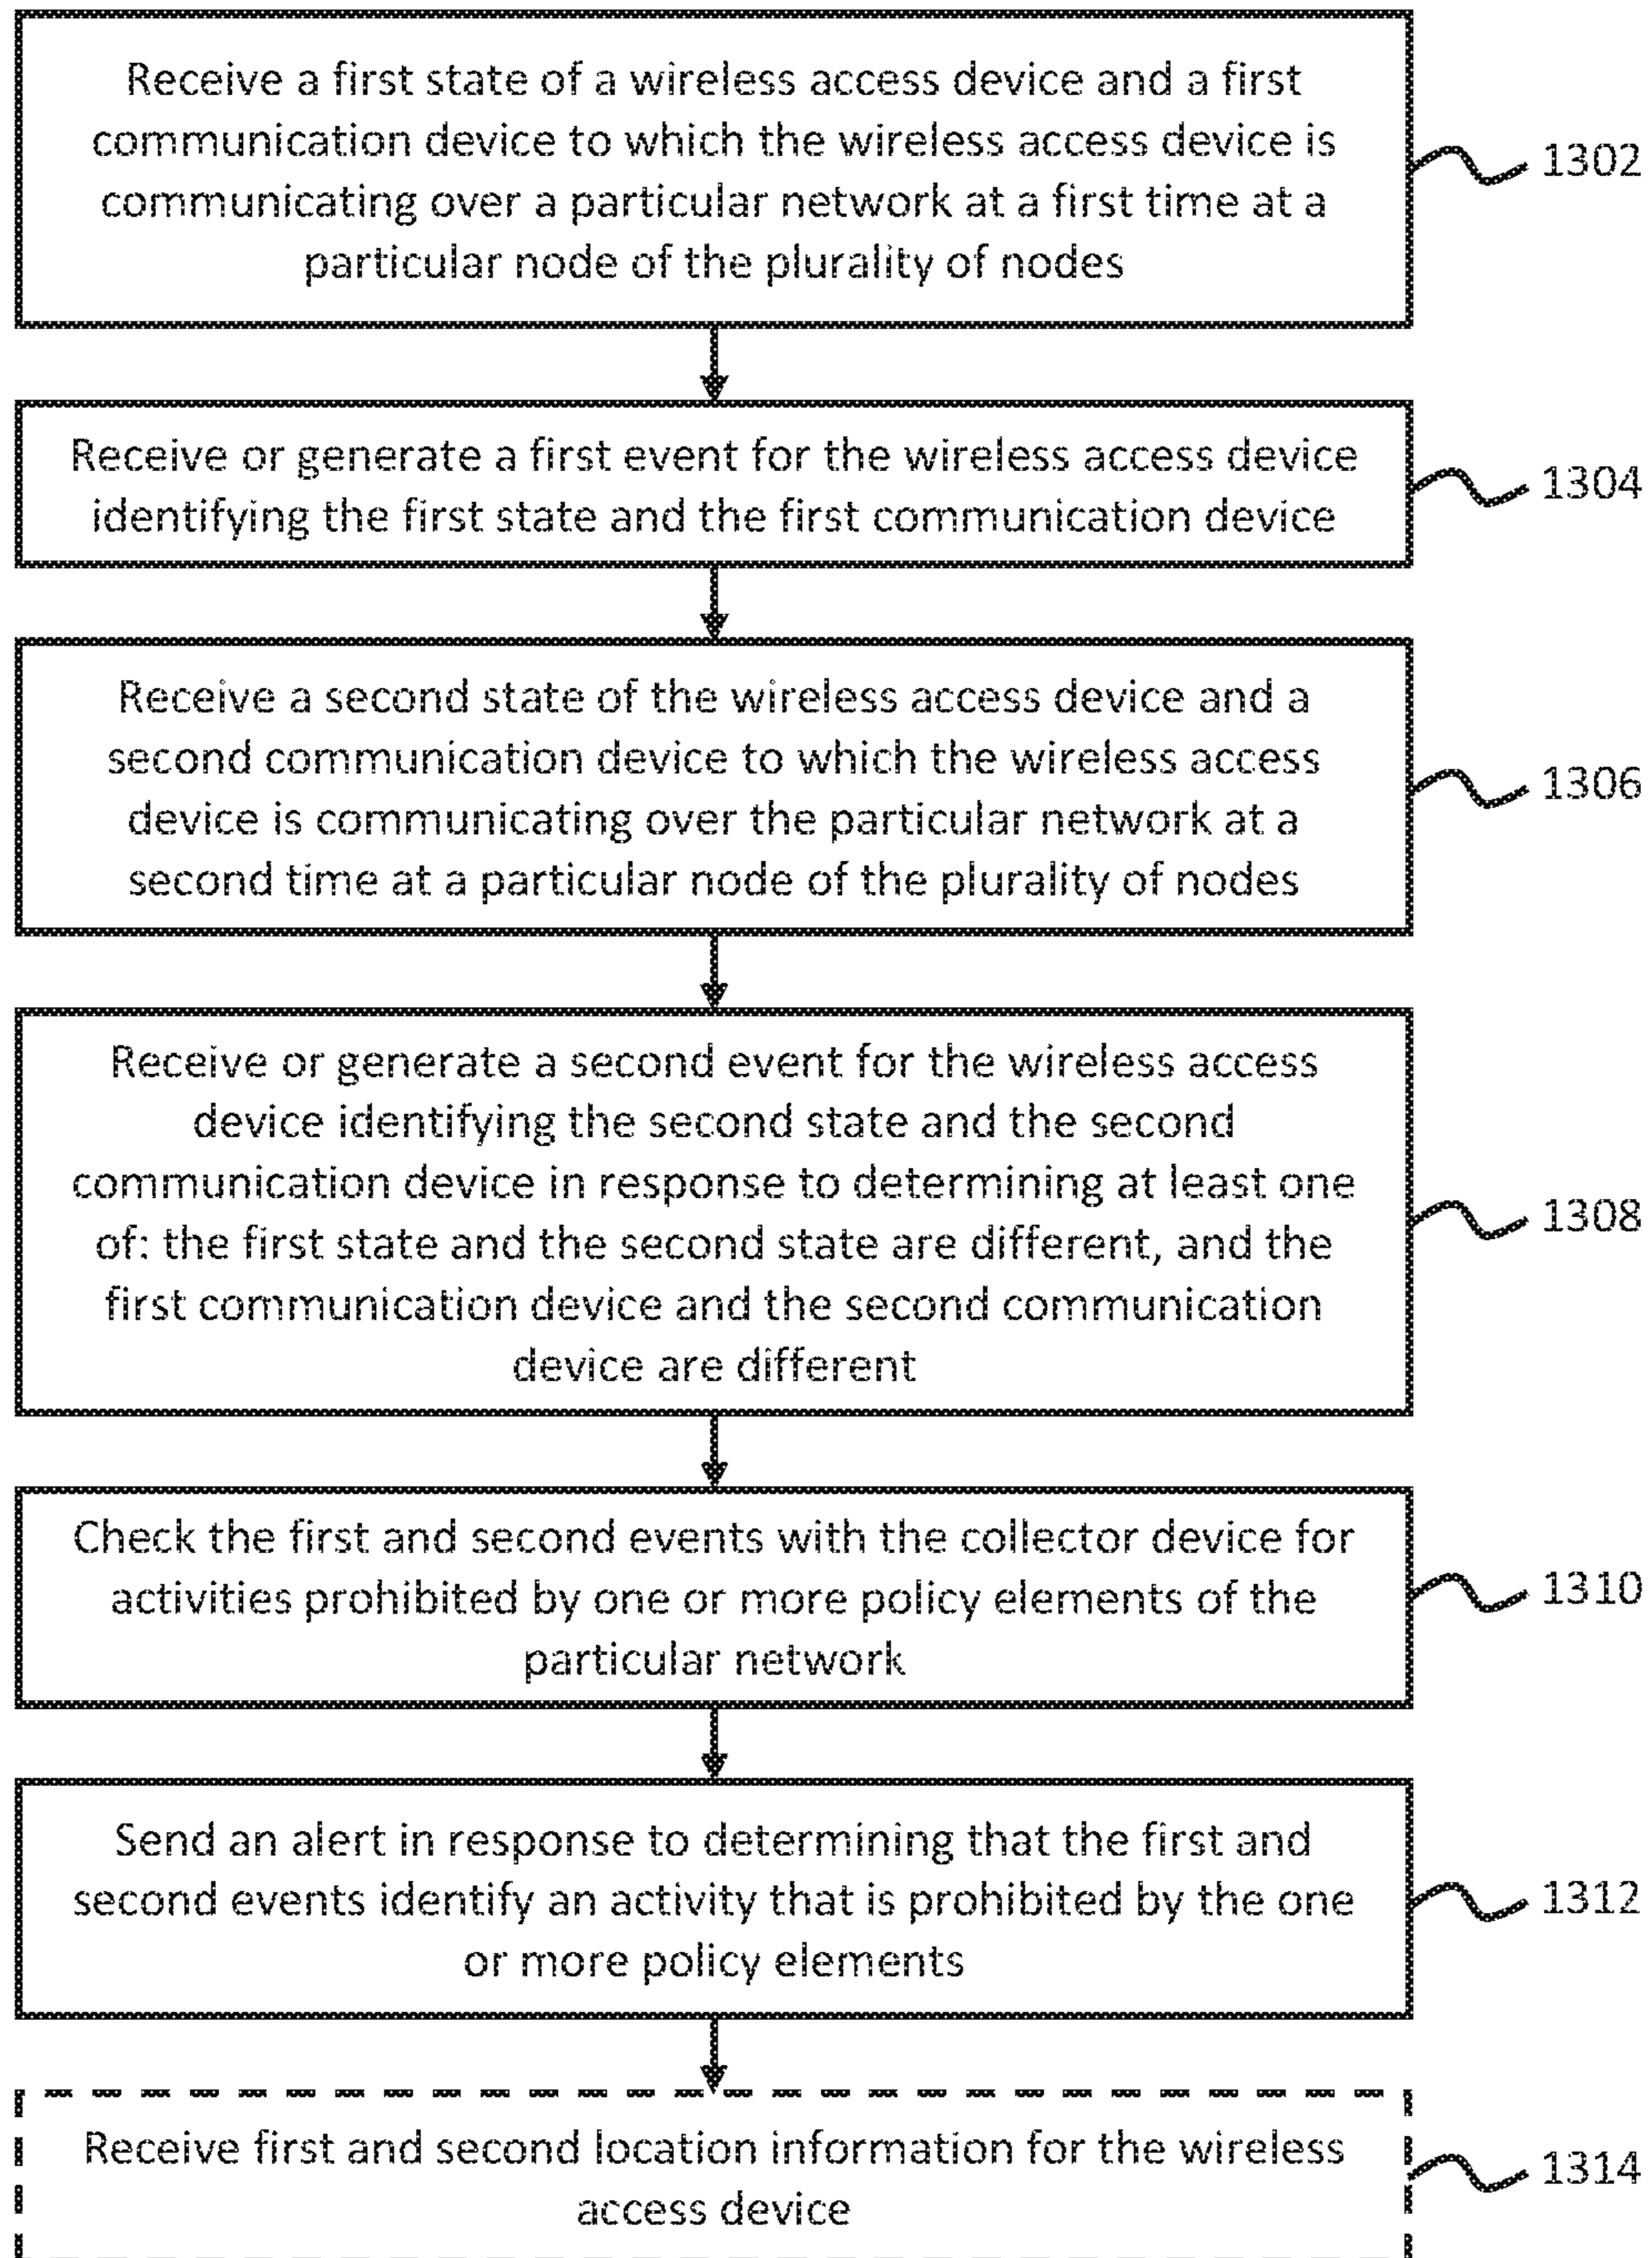 Receive a first state of a wireless access device and a first
communication device to which the wireless access device is
communicating over a particular network at a first time at a
particular node of the plurality of nodes
1302
Receive or generate a first event for the wireless access device
identifying the first state and the first communication device
1304
Receive a second state of the wireless access device and a
second communication device to which the wireless access
device is communicating over the particular network at a
second time at a particular node of the plurality of nodes
1306
Receive or generate a second event for the wireless access
device identifying the second state and the second
communication device in response to determining at least one
of: the first state and the second state are different, and the
first communication device and the second communication
device are different
1308
Check the first and second events with the collector device for
activities prohibited by one or more policy elements of the
particular network
1310
Send an alert in response to determining that the first and
second events identify an activity that is prohibited by the one
or more policy elements
1312
Receive first and second location information for the wireless
access device
1314